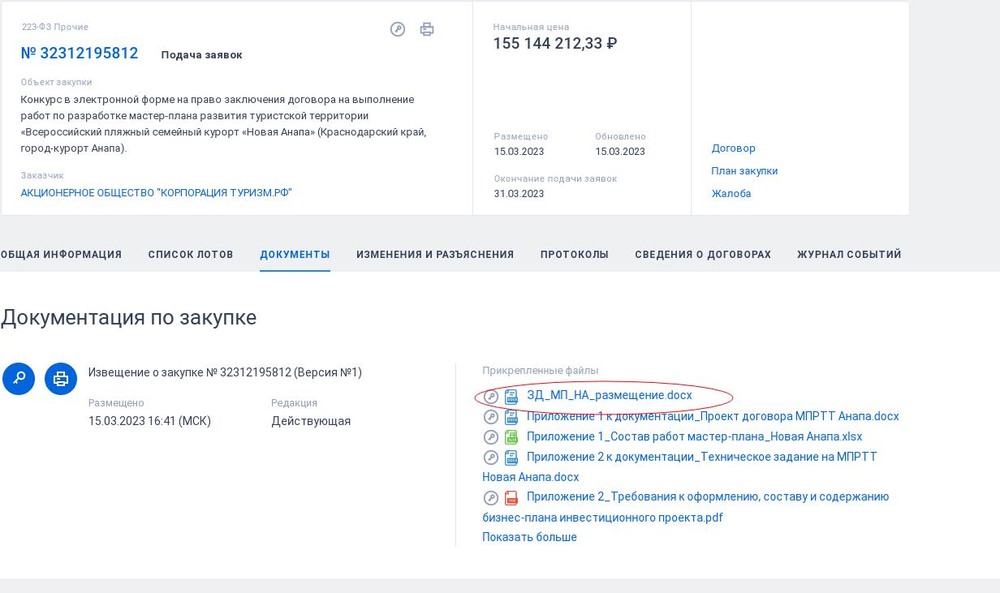 223-ФЗ Прочие
№ 32312195812 Подача заявок
Объект закупки
Конкурс в электронной форме на право заключения договора на выполнение
работ по разработке мастер-плана развития туристской территории
«Всероссийский пляжный семейный курорт «Новая Анапа» (Краснодарский край,
город-курорт Анапа).
Заказчик
АКЦИОНЕРНОЕ ОБЩЕСТВО "КОРПОРАЦИЯ ТУРИЗМ.РФ"
Начальная цена
155 144 212,33 ₽
Размещено Обновлено
15.03.2023 15.03.2023
Окончание подачи заявок
31.03.2023
Договор
План закупки
Жалоба
ОБЩАЯ ИНФОРМАЦИЯ СПИСОК ЛОТОВ ДОКУМЕНТЫ ИЗМЕНЕНИЯ И РАЗЪЯСНЕНИЯ ПРОТОКОЛЫ СВЕДЕНИЯ О ДОГОВОРАХ ЖУРНАЛ СОБЫТИЙ
Документация по закупке
Извещение о закупке № 32312195812 (Версия №1)
Размещено Редакция
15.03.2023 16:41 (МСК) Действующая
Прикрепленные файлы
ЗД_МП_НА_размещение.docx
Приложение 1 к документации_Проект договора МПРТТ Анапа.docx
Приложение 1_Состав работ мастер-плана_Новая Анапа.xlsx
Приложение 2 к документации_Техническое задание на МПРТТ
Новая Анапа.docx
Приложение 2_Требования к оформлению, составу и содержанию
бизнес-плана инвестиционного проекта.pdf
Показать больше